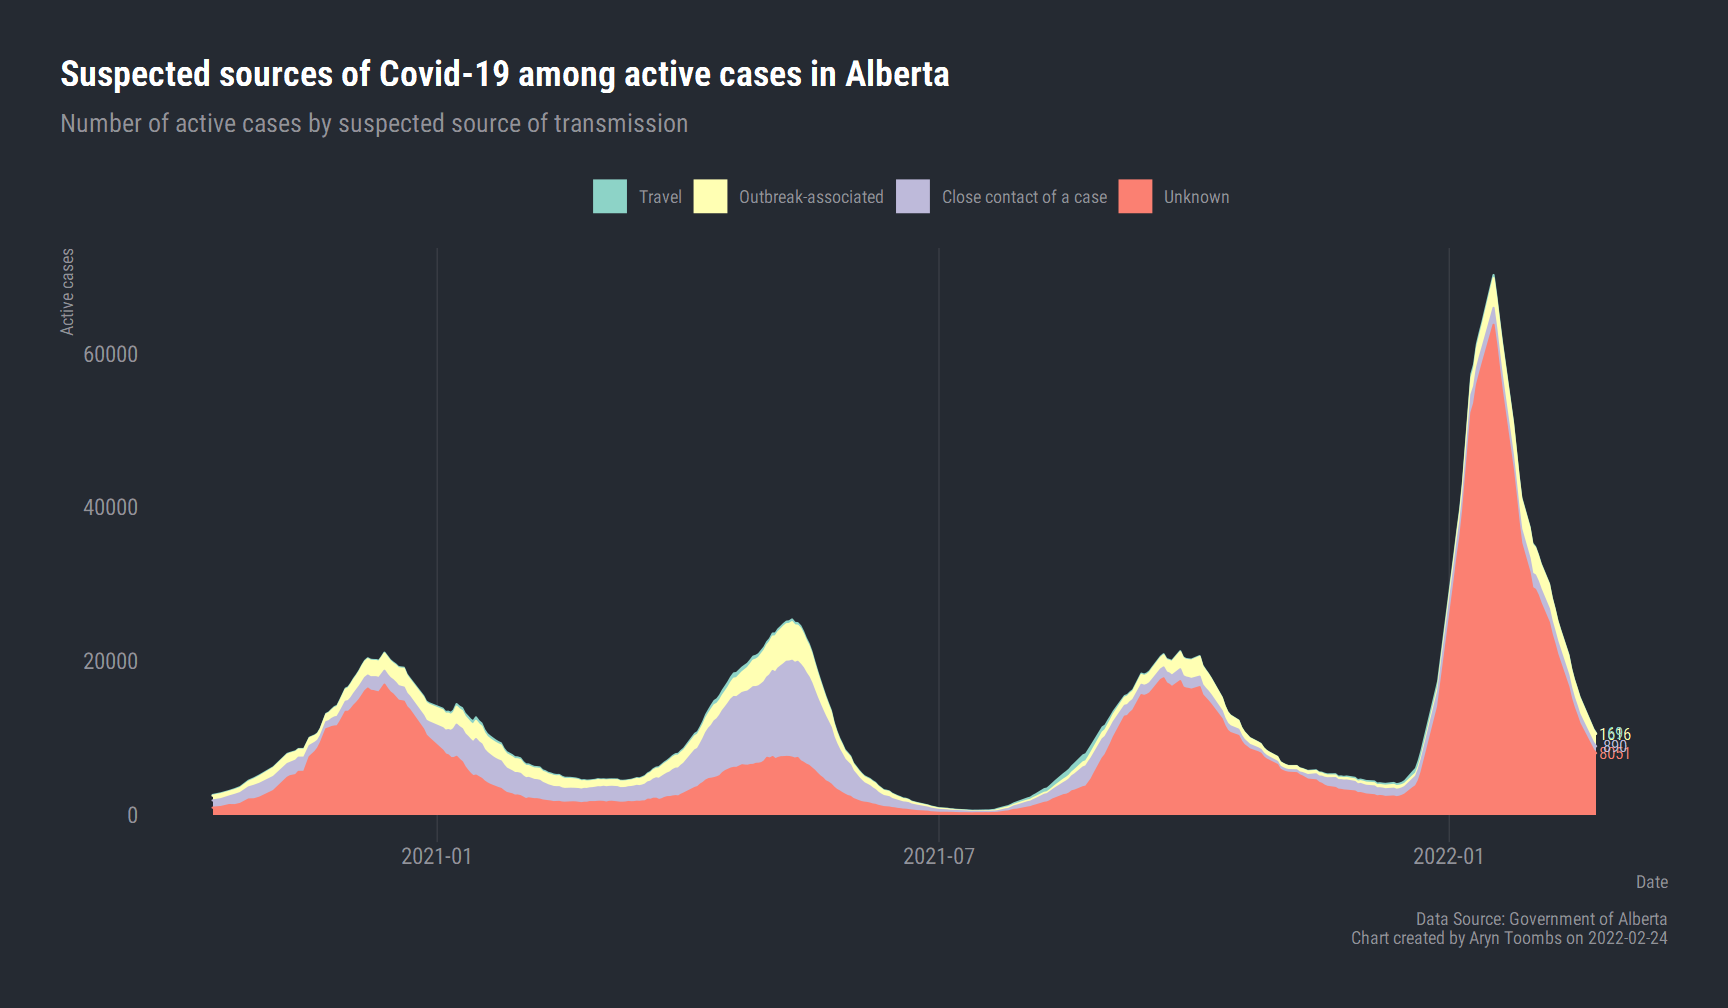 Suspected sources of Covid-19 among active cases in Alberta
Number of active cases by suspected source of transmission
Travel
Outbreak-associated
Close contact of a case
Unknown
Active cases
60000
40000
20000
0
2021-01
2021-07
2022-01
Date
Data Source: Government of Alberta
Chart created by Aryn Toombs on 2022-02-24